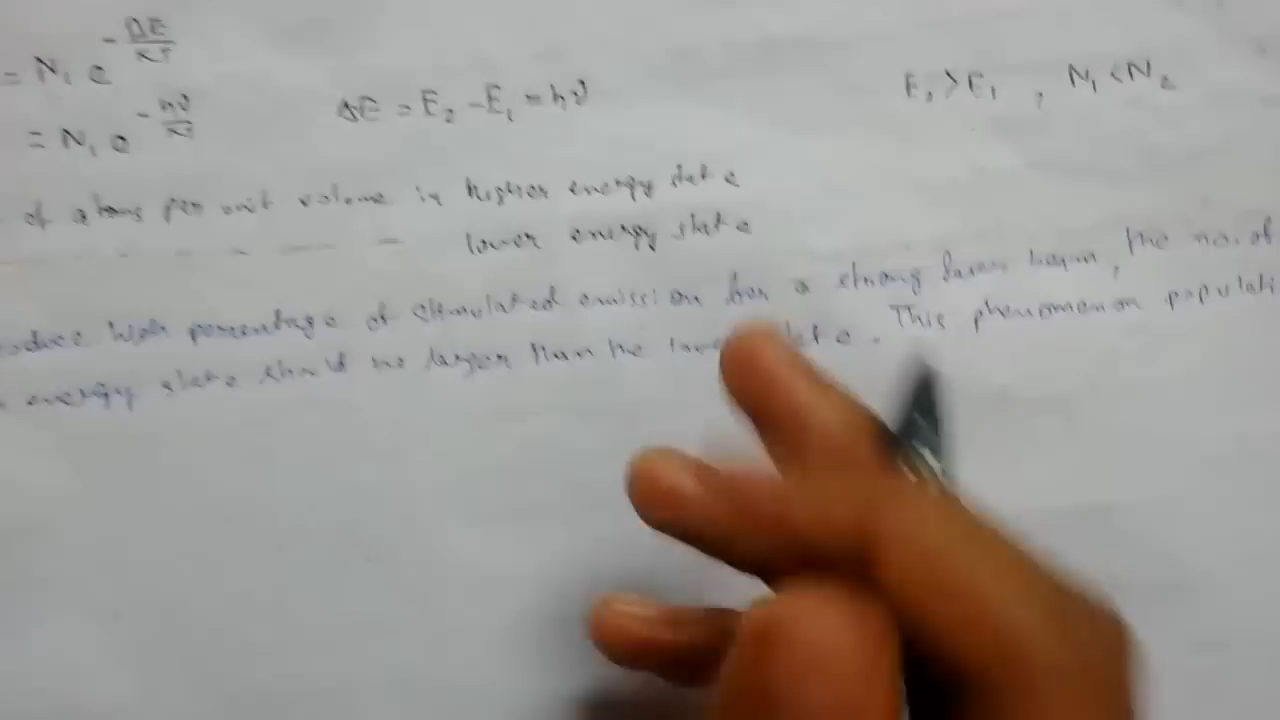 = N₁ e^(-ΔE/KT)
= N₁ e^(-hν/KT) ΔE = E₂ - E₁ = hν E₂ > E₁ , N₁ < N₂
of atoms per unit volume in higher energy state
lower energy state
high percentage of stimulated emission for a strong laser beam, the no. of
energy state should be larger than the lower state. This phenomenon populati